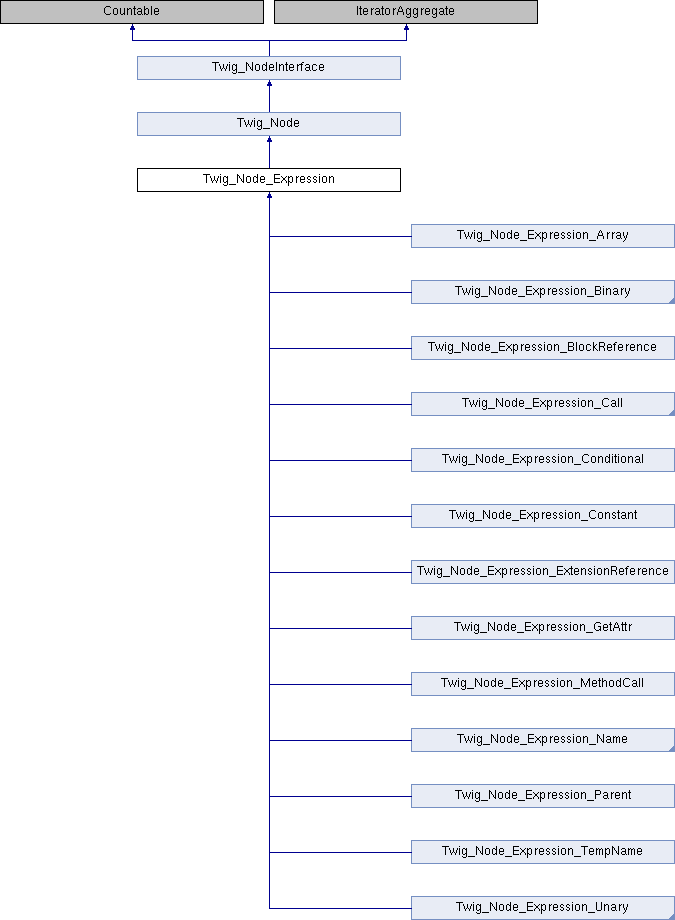 Countable
IteratorAggregate
Twig_NodeInterface
Twig_Node
Twig_Node_Expression
Twig_Node_Expression_Array
Twig_Node_Expression_Binary
Twig_Node_Expression_BlockReference
Twig_Node_Expression_Call
Twig_Node_Expression_Conditional
Twig_Node_Expression_Constant
Twig_Node_Expression_ExtensionReference
Twig_Node_Expression_GetAttr
Twig_Node_Expression_MethodCall
Twig_Node_Expression_Name
Twig_Node_Expression_Parent
Twig_Node_Expression_TempName
Twig_Node_Expression_Unary